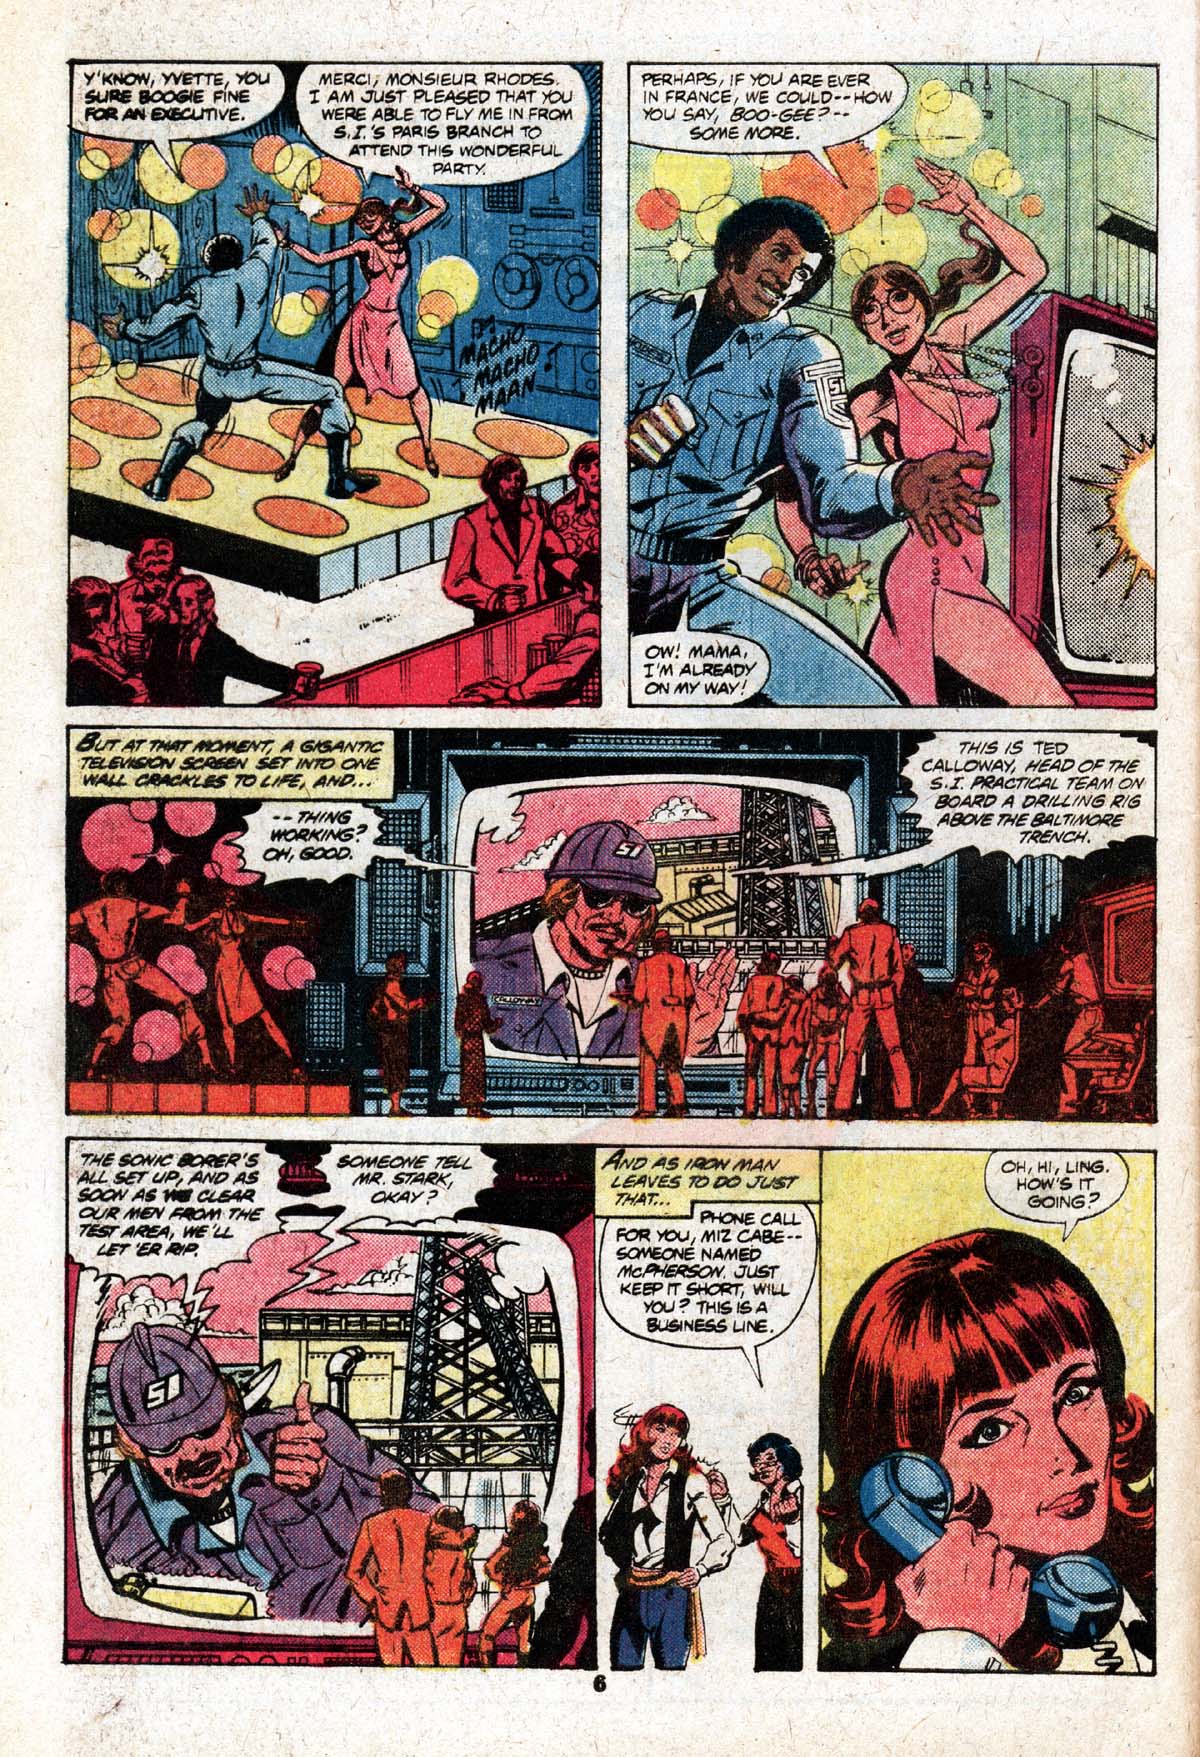 Y'KNOW, YVETTE, YOU
SURE BOOGIE FINE
FOR AN EXECUTIVE.
MERCI, MONSIEUR RHODES.
I AM JUST PLEASED THAT YOU
WERE ABLE TO FLY ME IN FROM
S.I.'S PARIS BRANCH TO
ATTEND THIS WONDERFUL
PARTY.
MACHO
MACHO
MAAN
PERHAPS, IF YOU ARE EVER
IN FRANCE, WE COULD--HOW
YOU SAY, BOO-GEE?--
SOME MORE.
RHODES
SI
OW! MAMA,
I'M ALREADY
ON MY WAY!
BUT AT THAT MOMENT, A GIGANTIC
TELEVISION SCREEN SET INTO ONE
WALL CRACKLES TO LIFE, AND...
-- THING
WORKING?
OH, GOOD.
SI
CALLOWAY
THIS IS TED
CALLOWAY, HEAD OF THE
S.I. PRACTICAL TEAM ON
BOARD A DRILLING RIG
ABOVE THE BALTIMORE
TRENCH.
THE SONIC BORER'S
ALL SET UP, AND AS
SOON AS WE CLEAR
OUR MEN FROM THE
TEST AREA, WE'LL
LET 'ER RIP.
SOMEONE TELL
MR. STARK,
OKAY?
SI
AND AS IRON MAN
LEAVES TO DO JUST
THAT...
PHONE CALL
FOR YOU, MIZ CABE--
SOMEONE NAMED
McPHERSON. JUST
KEEP IT SHORT, WILL
YOU? THIS IS A
BUSINESS LINE.
OH, HI, LING.
HOW'S IT
GOING?
6